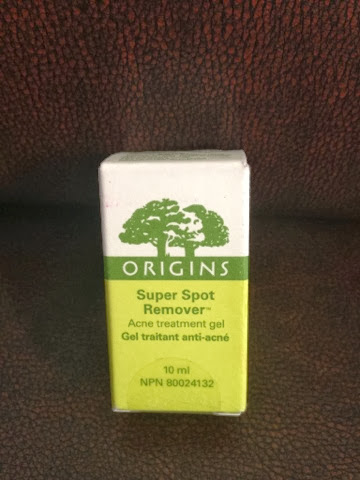 ORIGINS
Super Spot
Remover™
Acne treatment gel
Gel traitant anti-acné
10 ml
NPN 80024132